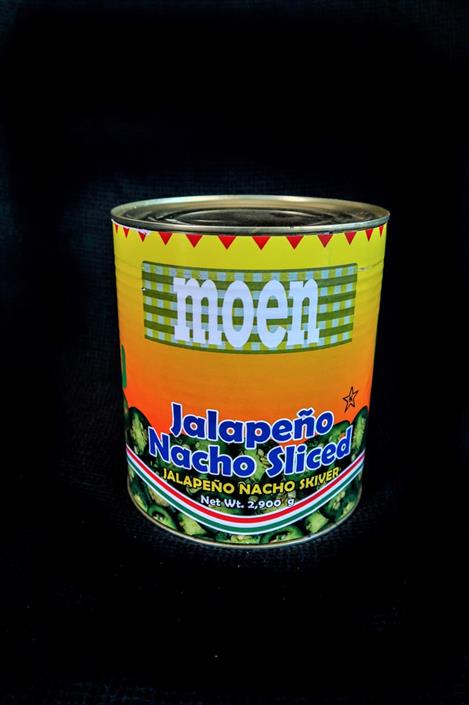 moen
K
Jalapeño
Nacho Sliced
JALAPEÑO NACHO SKIVER
Net Wt. 2,900 g